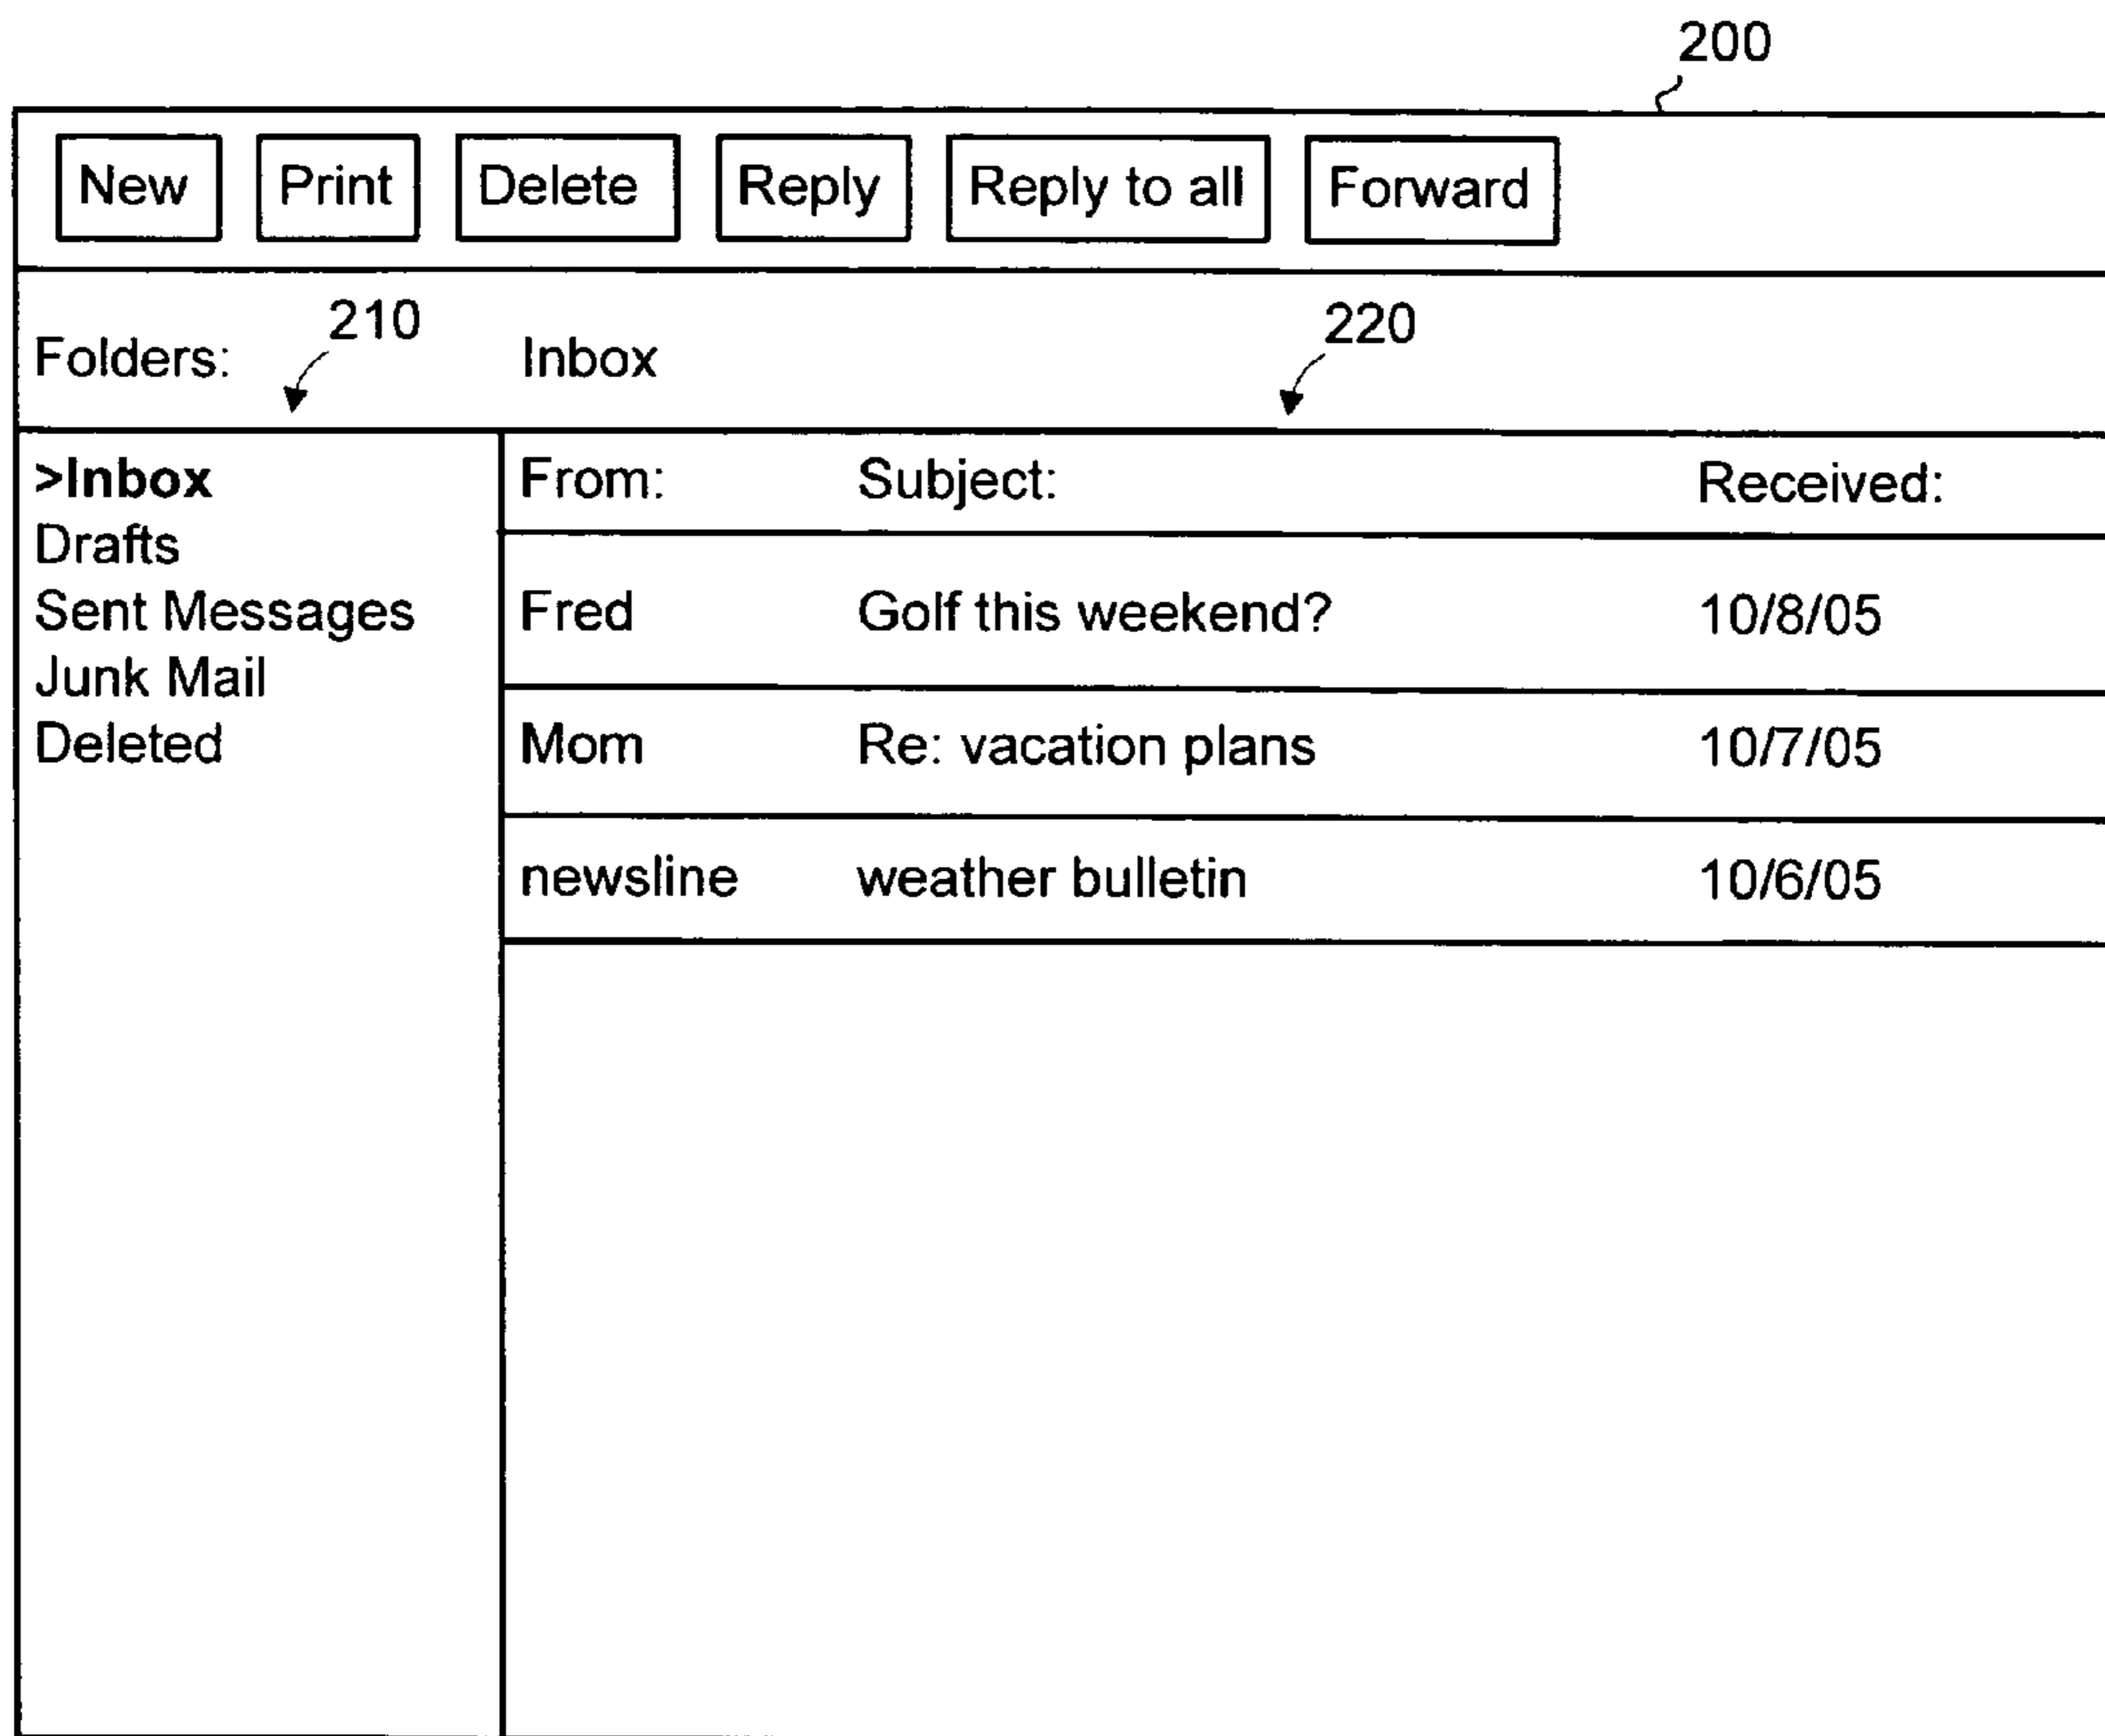 200
New Print Delete Reply Reply to all Forward
Folders: 210 Inbox 220
>Inbox
Drafts
Sent Messages
Junk Mail
Deleted
From: Subject: Received:
Fred Golf this weekend? 10/8/05
Mom Re: vacation plans 10/7/05
newsline weather bulletin 10/6/05